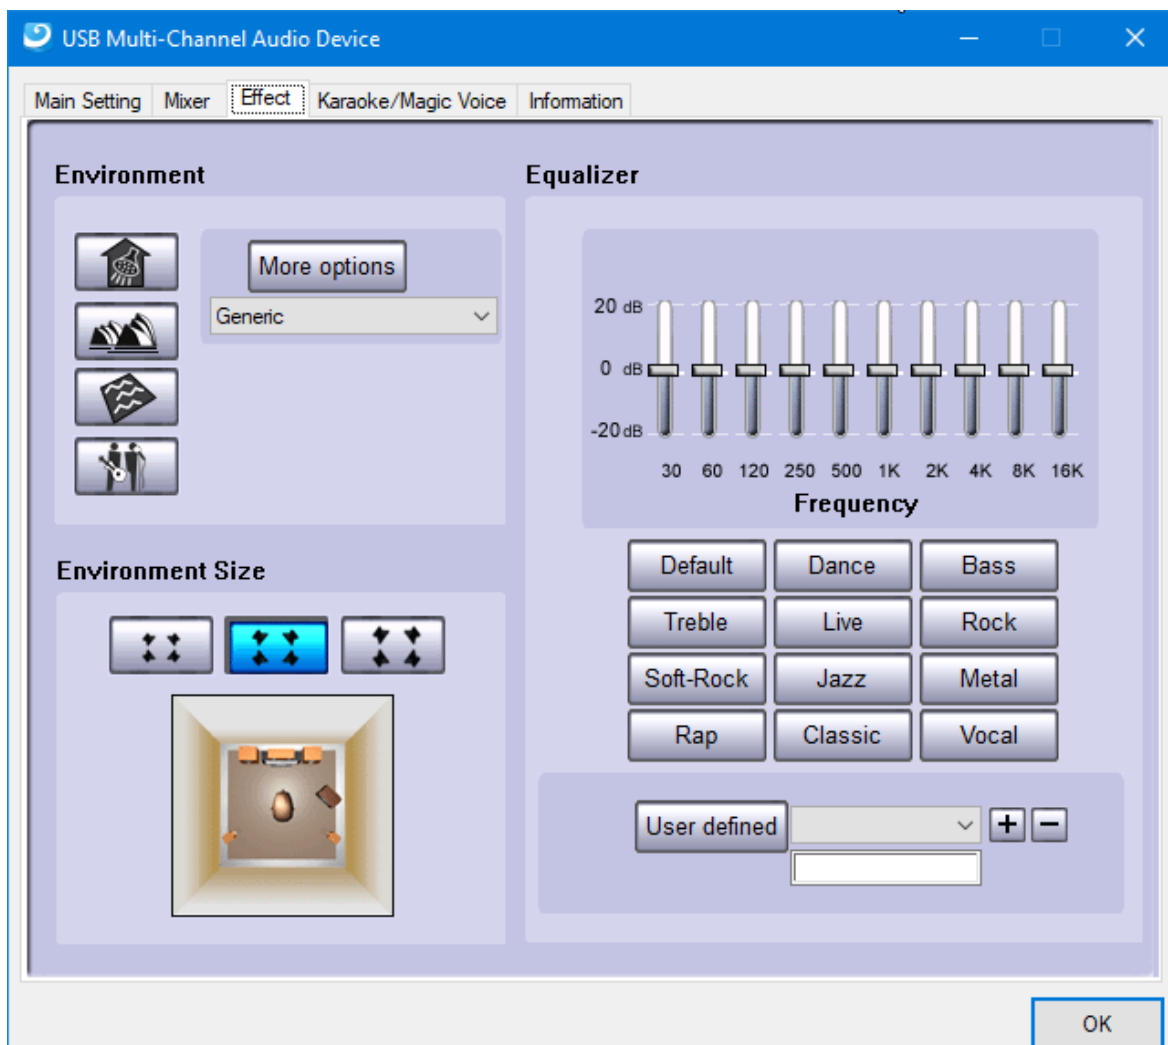 USB Multi-Channel Audio Device
Main Setting Mixer Effect Karaoke/Magic Voice Information
Environment
More options
Generic
Environment Size
Equalizer
20 dB
0 dB
-20 dB
30 60 120 250 500 1K 2K 4K 8K 16K
Frequency
Default Dance Bass
Treble Live Rock
Soft-Rock Jazz Metal
Rap Classic Vocal
User defined
OK